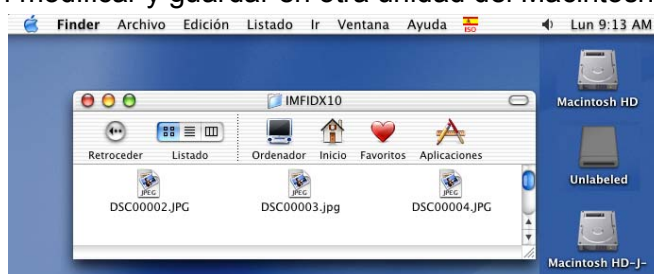 modificar y guardar en otra unidad del Macintosh
Finder Archivo Edición Listado Ir Ventana Ayuda ISO Lun 9:13 AM
IMFIDX10
Macintosh HD
Retroceder Listado Ordenador Inicio Favoritos Aplicaciones
JPEG JPEG JPEG
DSC00002.JPG DSC00003.jpg DSC00004.JPG
Unlabeled
Macintosh HD-J-